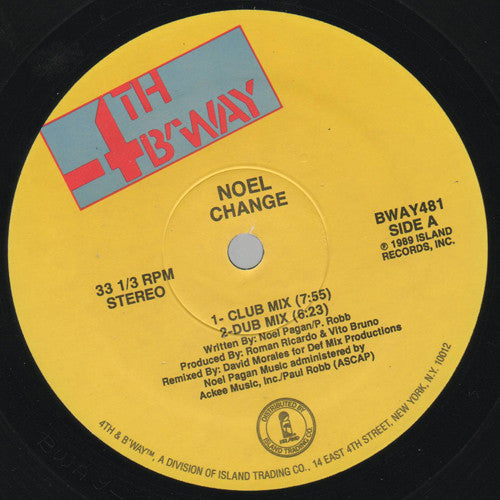 4TH
B'WAY
NOEL
CHANGE
33 1/3 RPM
STEREO
BWAY481
SIDE A
℗ 1989 ISLAND
RECORDS, INC.
1- CLUB MIX (7:55)
2-DUB MIX (6:23)
Written By: Noel Pagan/P. Robb
Produced By: Roman Ricardo & Vito Bruno
Remixed By: David Morales for Def Mix Productions
Noel Pagan Music administered by
Ackee Music, Inc./Paul Robb (ASCAP)
DISTRIBUTED BY
ISLAND
ISLAND TRADING CO.
4TH & B'WAY™, A DIVISION OF ISLAND TRADING CO., 14 EAST 4TH STREET, NEW YORK, N.Y. 10012